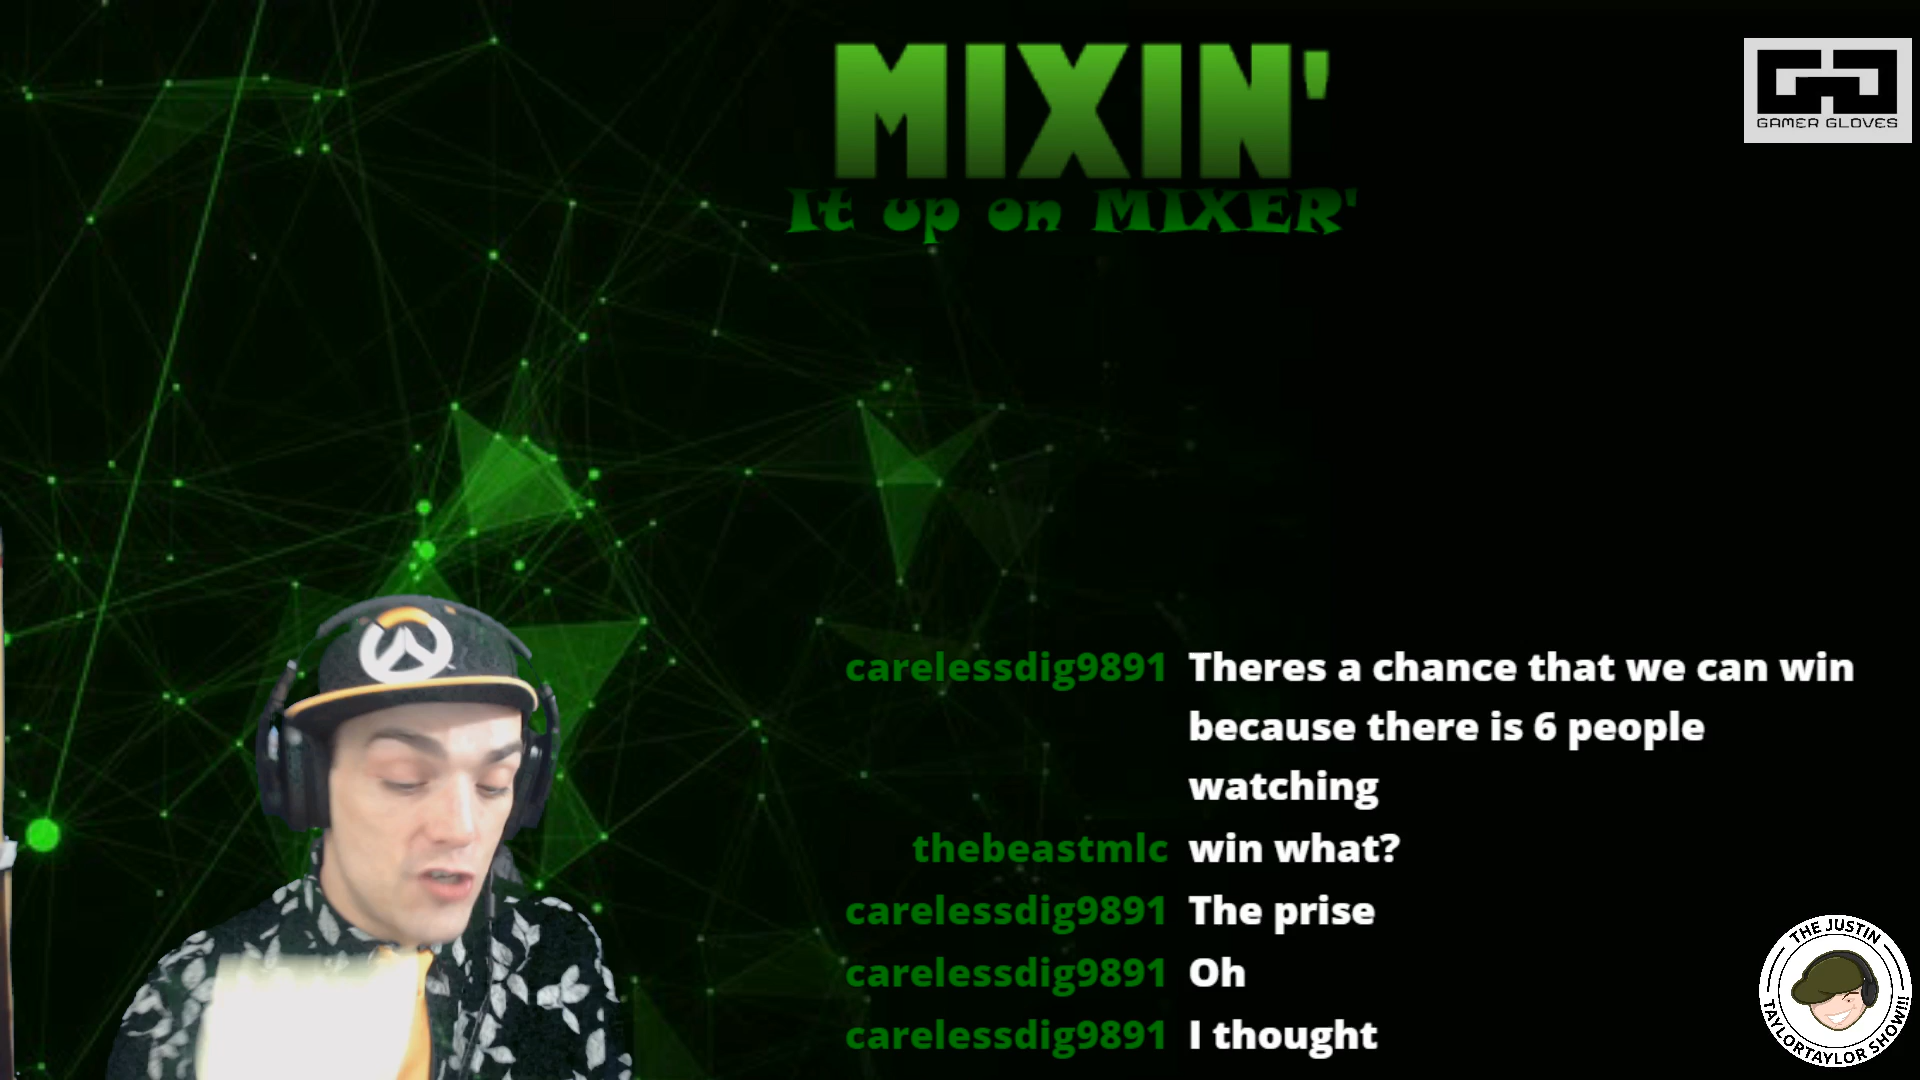 MIXIN'
It up on MIXER'
GAMER GLOVES
carelessdig9891 Theres a chance that we can win
because there is 6 people
watching
thebeastmlc win what?
carelessdig9891 The prise
carelessdig9891 Oh
carelessdig9891 I thought
THE JUSTIN
TAYLORTAYLOR SHOW!!!